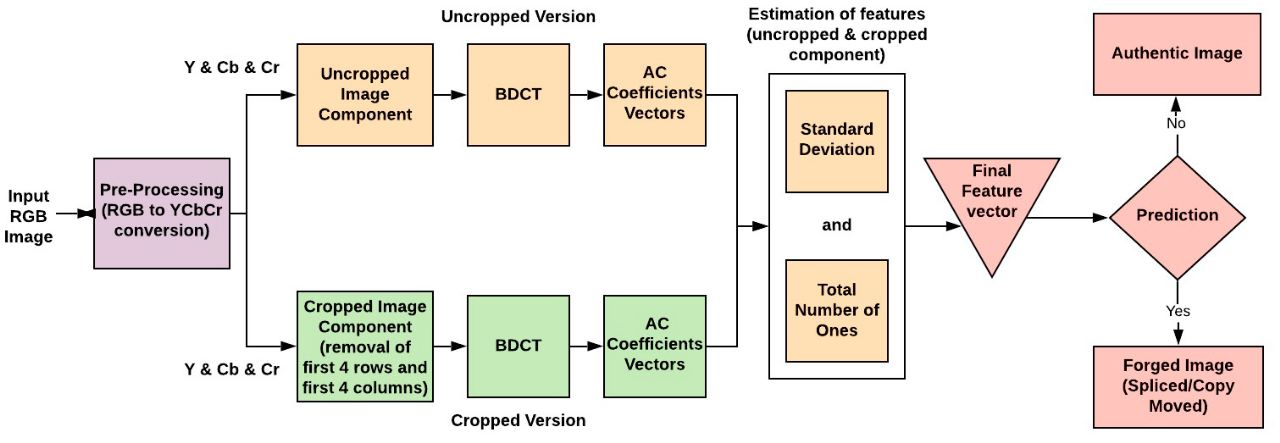 Uncropped Version
Y & Cb & Cr
Uncropped
Image
Component
BDCT
AC
Coefficients
Vectors
Input
RGB
Image
Pre-Processing
(RGB to YCbCr
conversion)
Y & Cb & Cr
Cropped Image
Component
(removal of
first 4 rows and
first 4 columns)
BDCT
AC
Coefficients
Vectors
Cropped Version
Estimation of features
(uncropped & cropped
component)
Standard
Deviation
and
Total
Number of
Ones
Final
Feature
vector
Prediction
No
Authentic Image
Yes
Forged Image
(Spliced/Copy
Moved)